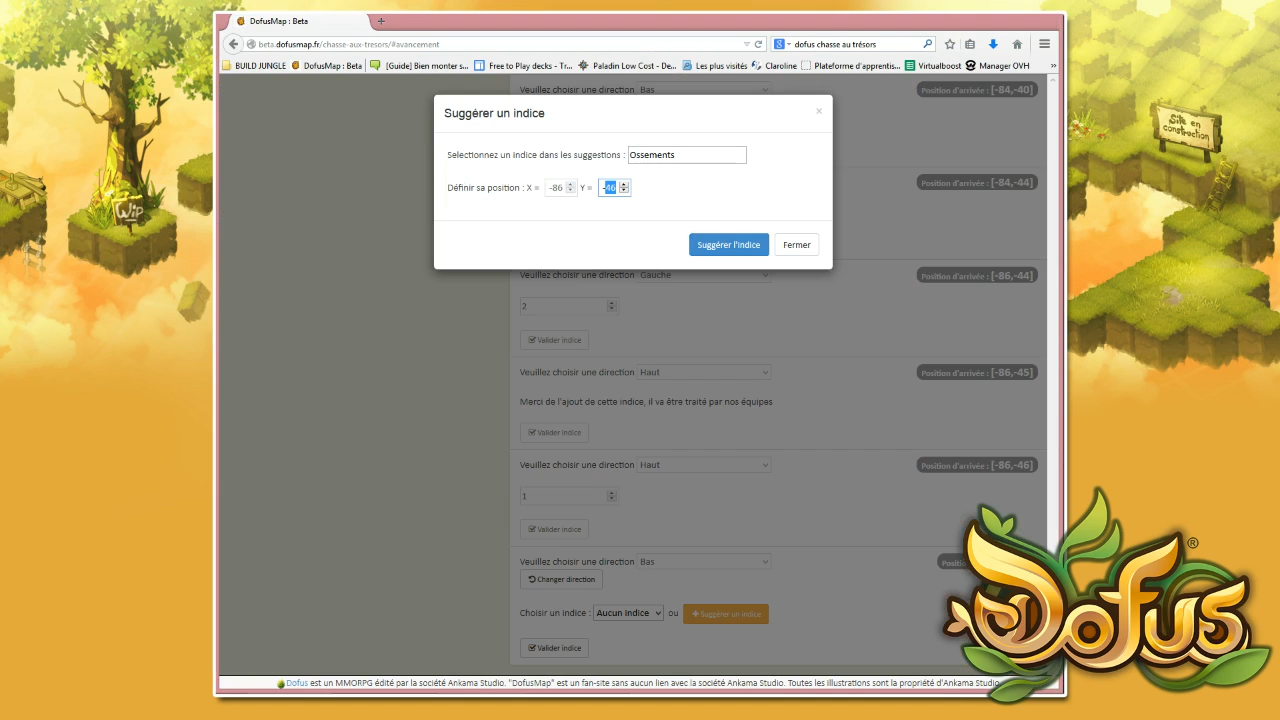 DofusMap : Beta
beta.dofusmap.fr/chasse-aux-tresors/#avancement
dofus chasse au trésors
BUILD JUNGLE
DofusMap : Beta
[Guide] Bien monter s...
Free to Play decks - Tr...
Paladin Low Cost - De...
Les plus visités
Claroline
Plateforme d'apprentis...
Virtualboost
Manager OVH
»
Veuillez choisir une direction Bas
Position d'arrivée : [-84,-40]
Suggérer un indice
×
Selectionnez un indice dans les suggestions : Ossements
Définir sa position : X = -86 Y = -46
Suggérer l'indice
Fermer
Position d'arrivée : [-84,-44]
Veuillez choisir une direction Gauche
Position d'arrivée : [-86,-44]
2
Valider indice
Veuillez choisir une direction Haut
Position d'arrivée : [-86,-45]
Merci de l'ajout de cette indice, il va être traité par nos équipes
Valider indice
Veuillez choisir une direction Haut
Position d'arrivée : [-86,-46]
1
Valider indice
Veuillez choisir une direction Bas
Changer direction
Choisir un indice : Aucun indice ou Suggérer un indice
Valider indice
Dofus est un MMORPG édité par la société Ankama Studio. "DofusMap" est un fan-site sans aucun lien avec la société Ankama Studio. Toutes les illustrations sont la propriété d'Ankama Studio
Site en
construction
Wip
Dofus
®